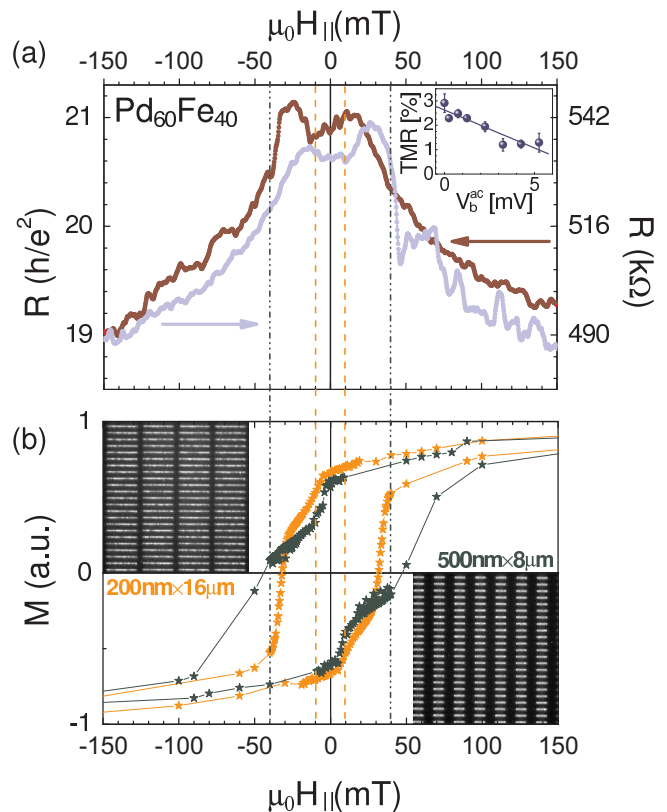 μ₀H||(mT)
-150 -100 -50 0 50 100 150
(a)
Pd₆₀Fe₄₀
21
20
19
R (h/e²)
542
516
490
R (kΩ)
TMR [%]
3
2
1
0
0 5
V_b^ac [mV]
(b)
1
0
-1
M (a.u.)
200nm×16μm
500nm×8μm
-150 -100 -50 0 50 100 150
μ₀H||(mT)